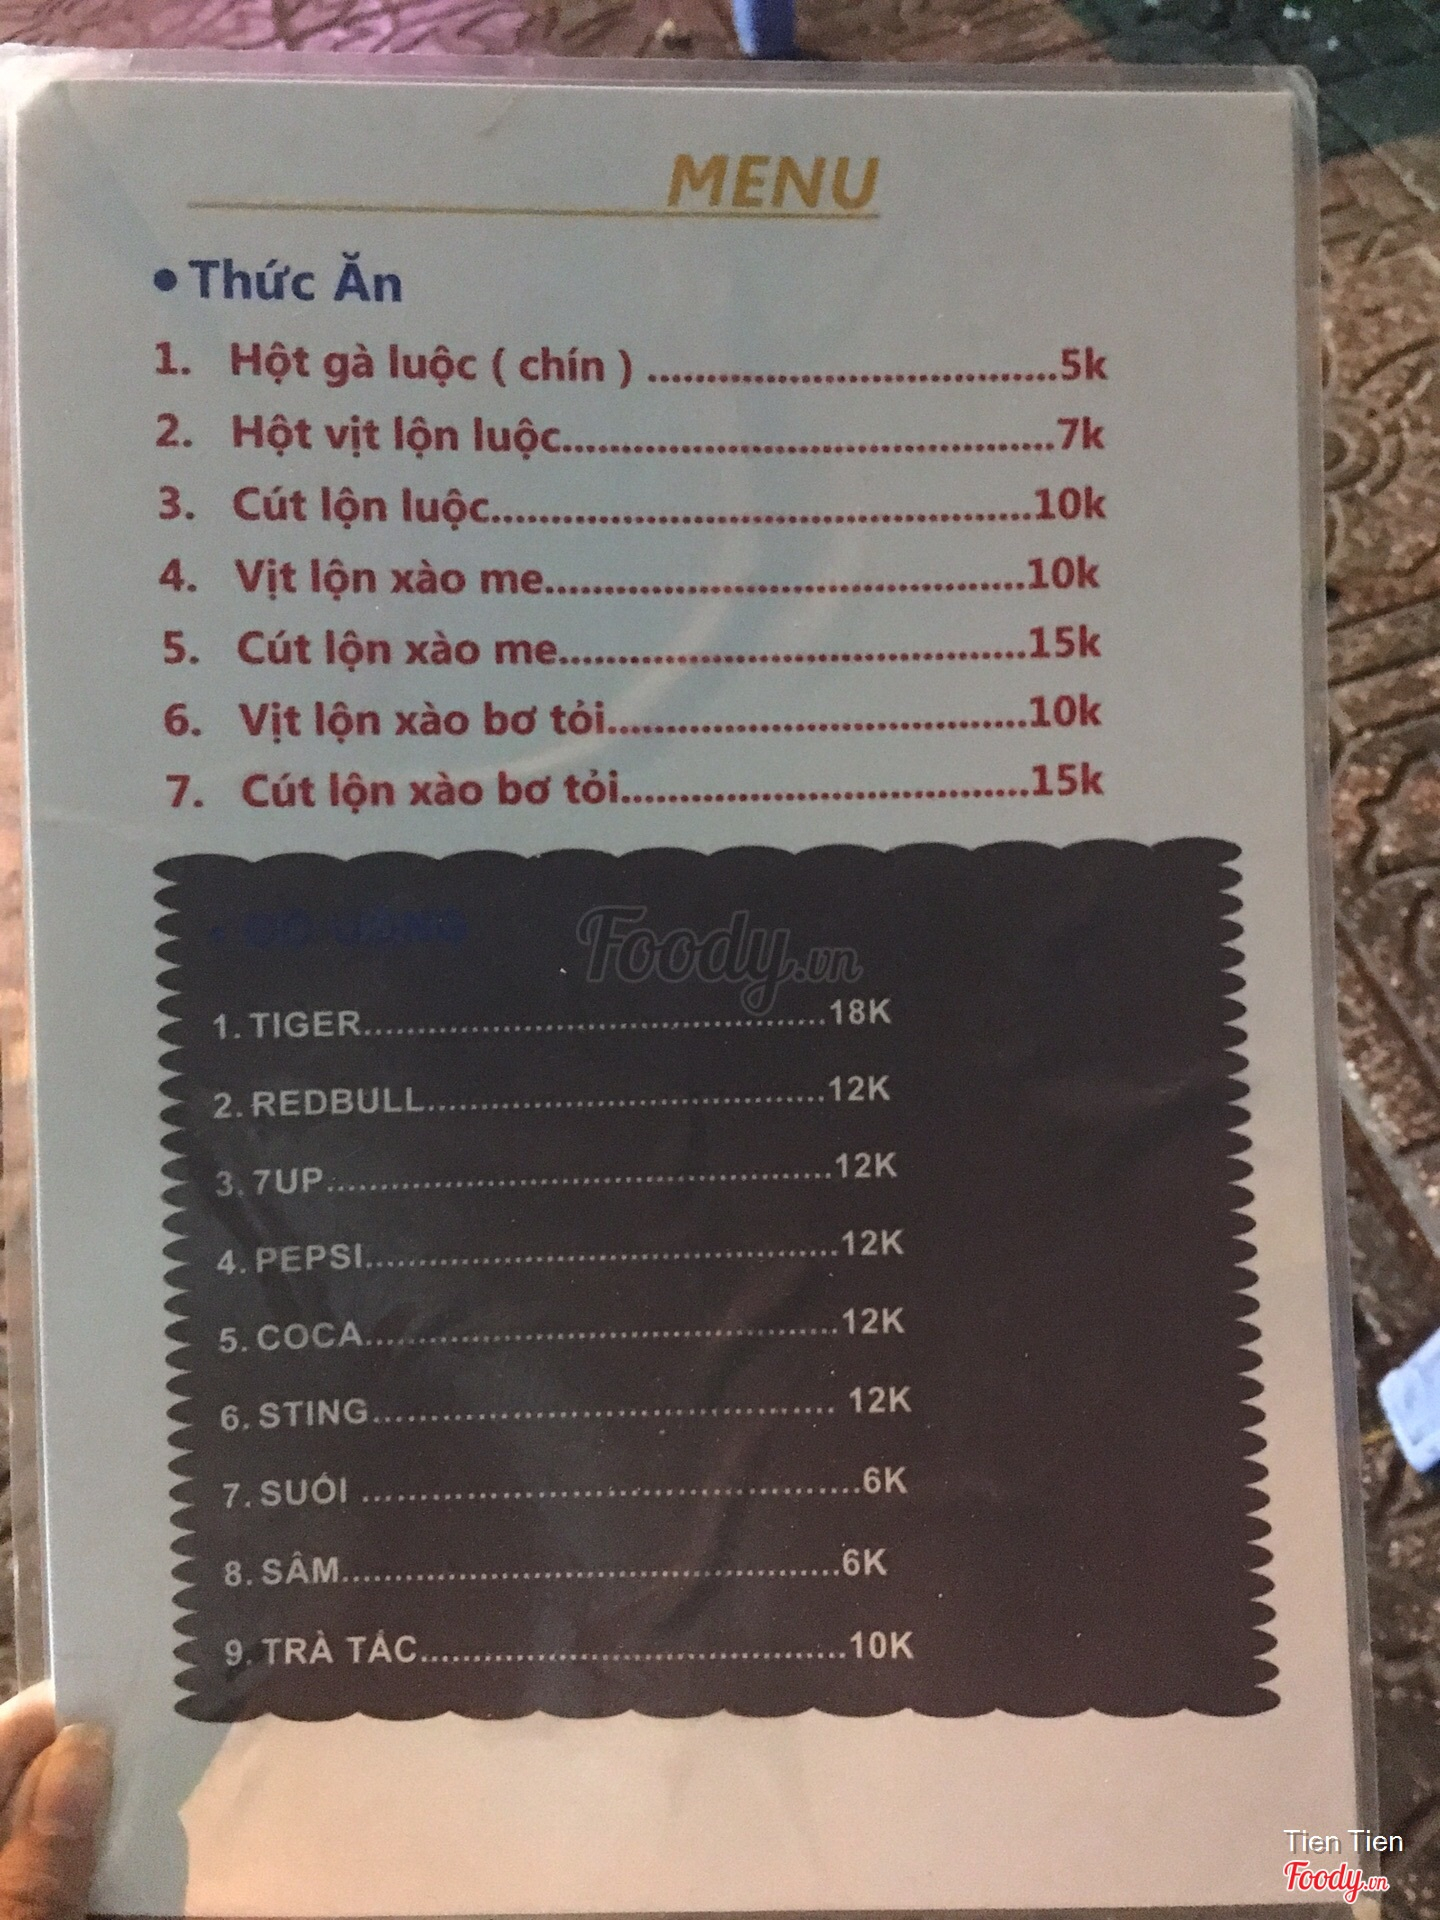 MENU
• Thức Ăn
1. Hột gà luộc ( chín ) ....................................5k
2. Hột vịt lộn luộc...........................................7k
3. Cút lộn luộc...............................................10k
4. Vịt lộn xào me..........................................10k
5. Cút lộn xào me.........................................15k
6. Vịt lộn xào bơ tỏi....................................10k
7. Cút lộn xào bơ tỏi...................................15k
• ĐỒ UỐNG
Foody.vn
1. TIGER..............................................18K
2. REDBULL.......................................12K
3. 7UP..................................................12K
4. PEPSI...............................................12K
5. COCA...............................................12K
6. STING.............................................. 12K
7. SUỐI .................................................6K
8. SÂM.................................................6K
9. TRÀ TẮC..........................................10K
Tien Tien
Foody.vn